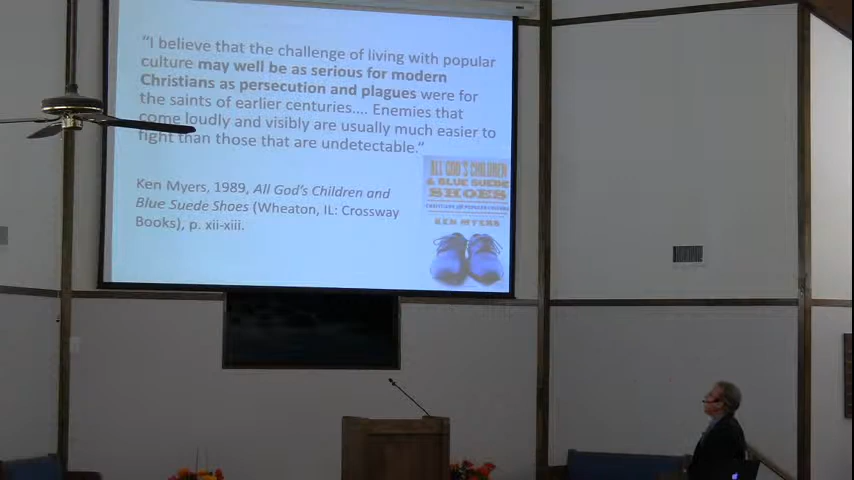 “I believe that the challenge of living with popular
culture may well be as serious for modern
Christians as persecution and plagues were for
the saints of earlier centuries.... Enemies that
come loudly and visibly are usually much easier to
fight than those that are undetectable.“
Ken Myers, 1989, All God's Children and
Blue Suede Shoes (Wheaton, IL: Crossway
Books), p. xii-xiii.
ALL GOD'S CHILDREN
& BLUE SUEDE
SHOES
CHRISTIANS & POPULAR CULTURE
KEN MYERS